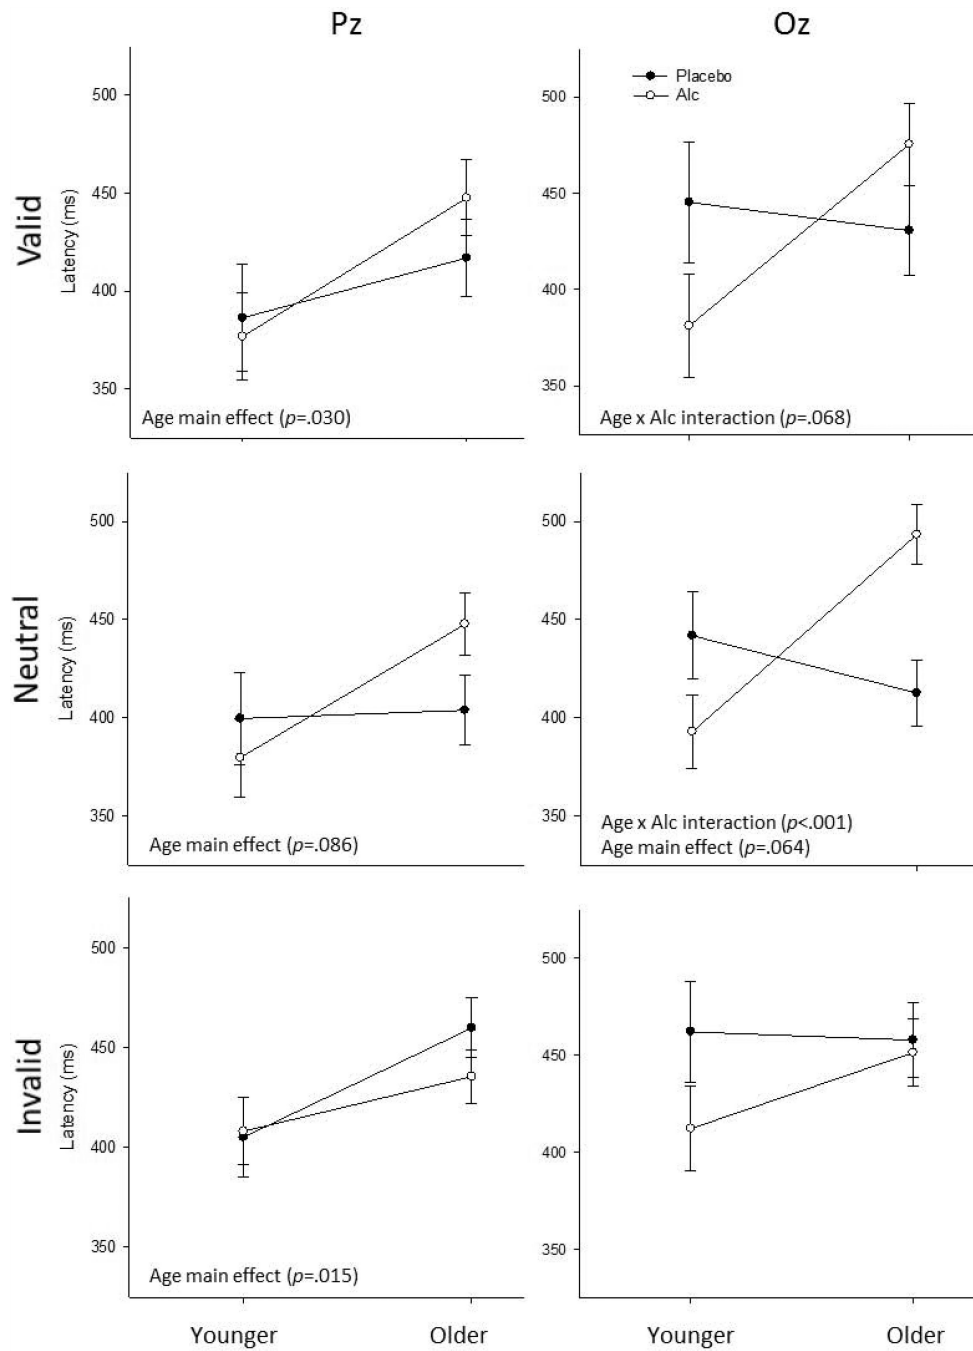 Pz
Oz
Valid
Latency (ms)
500
450
400
350
Age main effect (p=.030)
Placebo
Alc
500
450
400
350
Age x Alc interaction (p=.068)
Neutral
Latency (ms)
500
450
400
350
Age main effect (p=.086)
500
450
400
350
Age x Alc interaction (p<.001)
Age main effect (p=.064)
Invalid
Latency (ms)
500
450
400
350
Age main effect (p=.015)
500
450
400
350
Younger
Older
Younger
Older